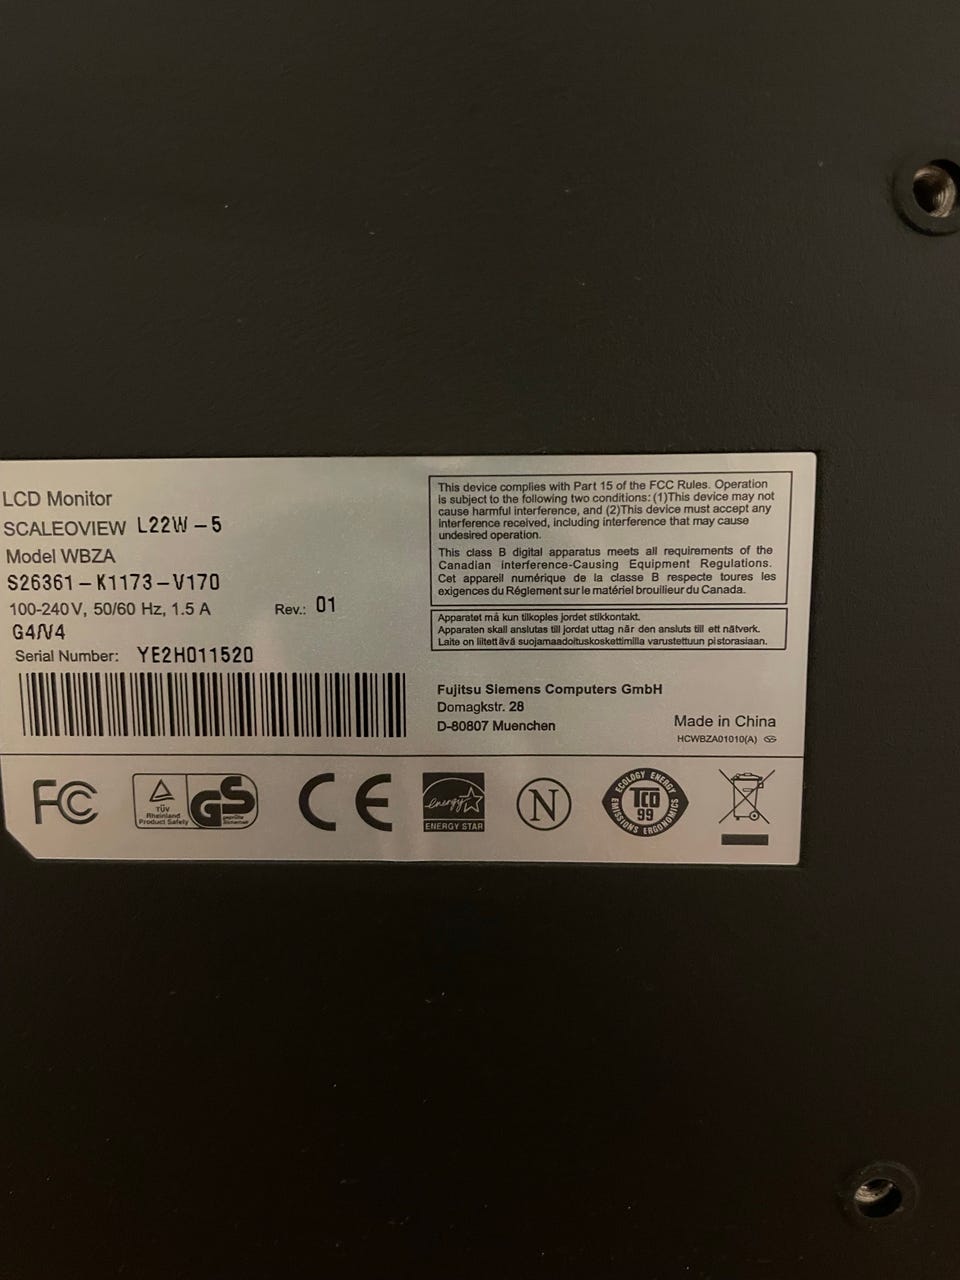 LCD Monitor
SCALEOVIEW L22W-5
Model WBZA
S26361-K1173-V170
100-240V, 50/60 Hz, 1.5 A Rev.: 01
G4/V4
Serial Number: YE2H011520
This device complies with Part 15 of the FCC Rules. Operation
is subject to the following two conditions: (1)This device may not
cause harmful interference, and (2)This device must accept any
interference received, including interference that may cause
undesired operation.
This class B digital apparatus meets all requirements of the
Canadian Interference-Causing Equipment Regulations.
Cet appareil numérique de la classe B respecte toures les
exigences du Réglement sur le matériel brouilieur du Canada.
Apparatet må kun tilkoples jordet stikkontakt.
Apparaten skall anslutas till jordat uttag når den ansluts till ett nätverk.
Laite on liitettävä suojamaadoituskoskettimilla varustettuun pistorasiaan.
Fujitsu Siemens Computers GmbH
Domagkstr. 28
D-80807 Muenchen
Made in China
HCWBZA01010(A)
FC
TÜV
Rheinland
Product Safety
GS
geprüfte
Sicherheit
CE
energy
ENERGY STAR
N
ECOLOGY ENERGY
TCO
99
EMISSIONS ERGONOMICS